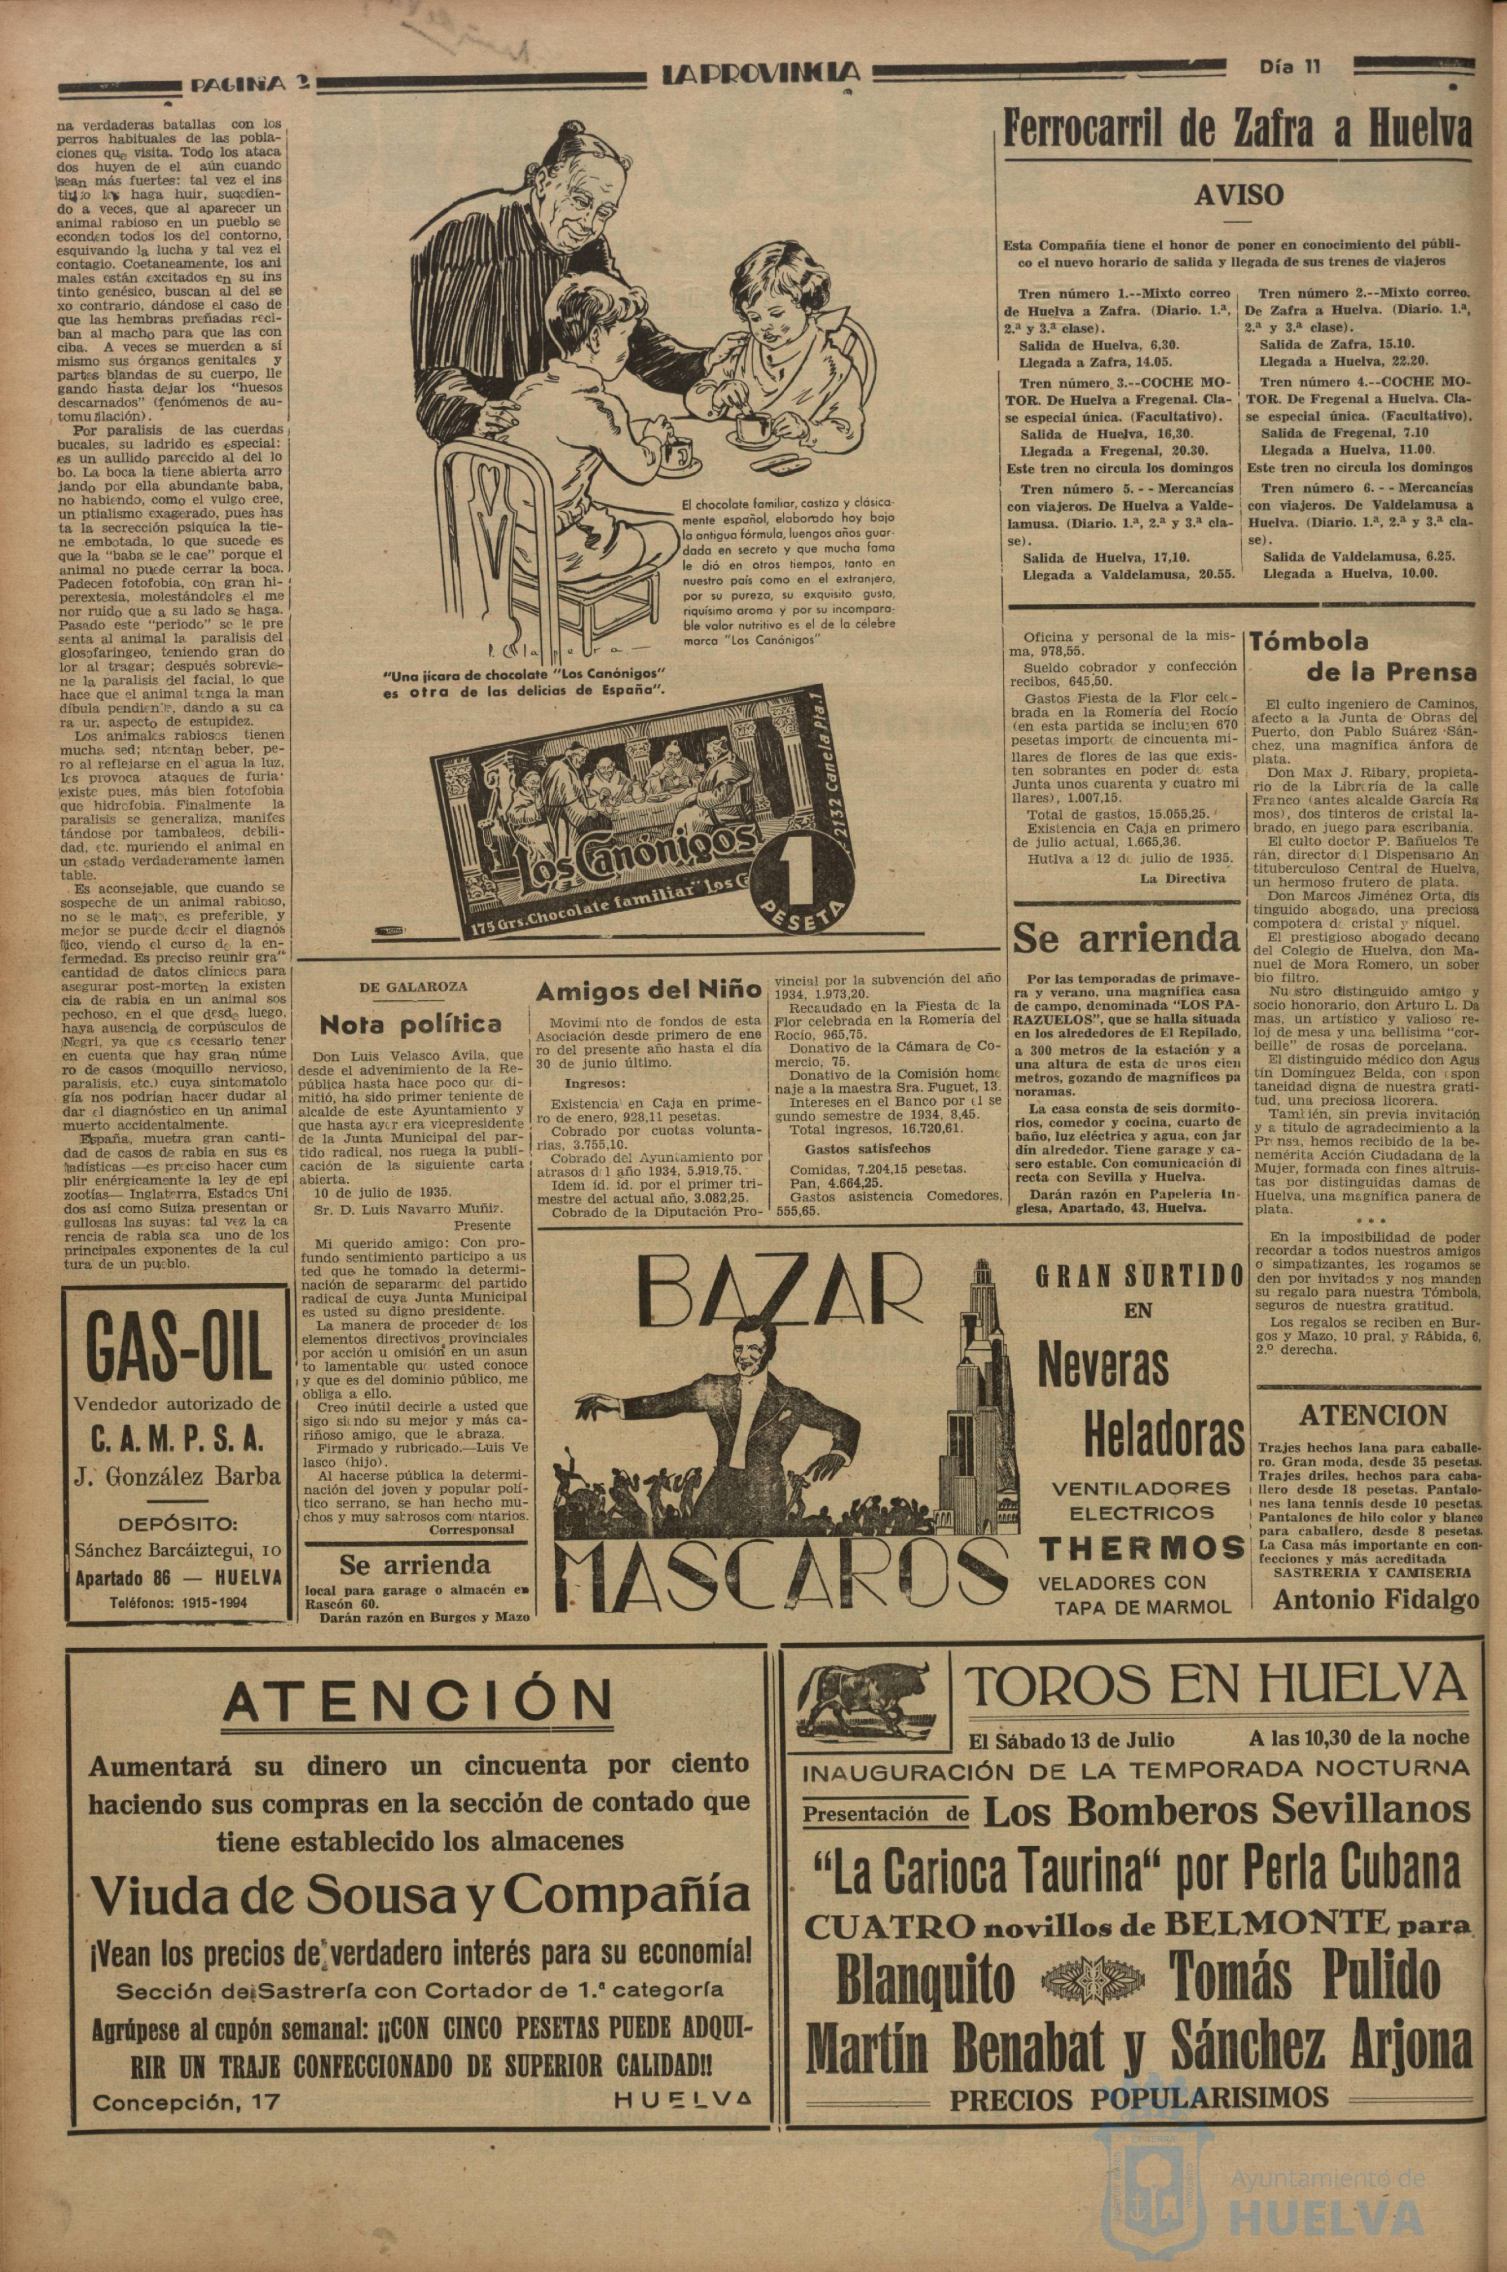 PAGINA 2
LA PROVINCIA
Día 11
na verdaderas batallas con los
perros habituales de las pobla-
ciones que visita. Todo los ataca
dos huyen de el aún cuando
sean más fuertes: tal vez el ins
tinto les haga huir, sucedien-
do a veces, que al aparecer un
animal rabioso en un pueblo se
econden todos los del contorno,
esquivando la lucha y tal vez el
contagio. Coetaneamente, los ani
males están excitados en su ins
tinto genésico, buscan al del se
xo contrario, dándose el caso de
que las hembras preñadas reci-
ban al macho para que las con
ciba. A veces se muerden a sí
mismo sus órganos genitales y
partes blandas de su cuerpo, lle
gando hasta dejar los "huesos
descarnados" (fenómenos de au-
tomutilación).
Por paralisis de las cuerdas
bucales, su ladrido es especial:
es un aullido parecido al del lo
bo. La boca la tiene abierta arro
jando por ella abundante baba,
no habiendo, como el vulgo cree,
un ptialismo exagerado, pues has
ta la secrección psiquica la tie-
ne embotada, lo que sucede es
que la "baba se le cae" porque el
animal no puede cerrar la boca.
Padecen fotofobia, con gran hi-
perextesia, molestándoles el me
nor ruido que a su lado se haga.
Pasado este "periodo" se le pre
senta al animal la paralisis del
glosofaringeo, teniendo gran do
lor al tragar; después sobrevie-
ne la paralisis del facial, lo que
hace que el animal tenga la man
díbula pendiente, dando a su ca
ra un aspecto de estupidez.
Los animales rabiosos tienen
mucha sed; ntentan beber, pe-
ro al reflejarse en el agua la luz,
les provoca ataques de furia
existe pues, más bien fotofobia
que hidrofobia. Finalmente la
paralisis se generaliza, manifes
tándose por tambaleos, debili-
dad, etc. muriendo el animal en
un estado verdaderamente lamen
table.
Es aconsejable, que cuando se
sospeche de un animal rabioso,
no se le mate, es preferible, y
mejor se puede decir el diagnós
tico, viendo el curso de la en-
fermedad. Es preciso reunir gra"
cantidad de datos clínicos para
asegurar post-morten la existen
cia de rabia en un animal sos
pechoso, en el que desde luego,
haya ausencia de corpúsculos de
Negri, ya que es ecesario tener
en cuenta que hay gran núme
ro de casos (moquillo nervioso,
paralisis, etc.) cuya sintomatolo
gía nos podrían hacer dudar al
dar el diagnóstico en un animal
muerto accidentalmente.
España, muestra gran canti-
dad de casos de rabia en sus es
tadísticas —es preciso hacer cum
plir enérgicamente la ley de epi
zootías— Inglaterra, Estados Uni
dos así como Suiza presentan or
gullosas las suyas: tal vez la ca
rencia de rabia sea uno de los
principales exponentes de la cul
tura de un pueblo.
GAS-OIL
Vendedor autorizado de
C. A. M. P. S. A.
J. González Barba
DEPÓSITO:
Sánchez Barcáiztegui, 10
Apartado 86 — HUELVA
Teléfonos: 1915-1994
El chocolate familiar, castiza y clásica-
mente español, elaborado hoy bajo
la antigua fórmula, luengos años guar-
dada en secreto y que mucha fama
le dió en otros tiempos, tanto en
nuestro país como en el extranjero,
por su pureza, su exquisito gusto,
riquísimo aroma y por su incompara-
ble valor nutritivo es el de la célebre
marca "Los Canónigos"
"Una jícara de chocolate "Los Canónigos"
es otra de las delicias de España".
2132 Canela Pta. 1
Los Canónigos
175 Grs. Chocolate familiar "Los C
1
PESETA
DE GALAROZA
Nota política
Don Luis Velasco Avila, que
desde el advenimiento de la Re-
pública hasta hace poco que di-
mitió, ha sido primer teniente de
alcalde de este Ayuntamiento y
que hasta ayer era vicepresidente
de la Junta Municipal del par-
tido radical, nos ruega la publi-
cación de la siguiente carta
abierta.
10 de julio de 1935.
Sr. D. Luis Navarro Muñiz.
Presente
Mi querido amigo: Con pro-
fundo sentimiento participo a us
ted que he tomado la determi-
nación de separarme del partido
radical de cuya Junta Municipal
es usted su digno presidente.
La manera de proceder de los
elementos directivos provinciales
por acción u omisión en un asun
to lamentable que usted conoce
y que es del dominio público, me
obliga a ello.
Creo inútil decirle a usted que
sigo siendo su mejor y más ca-
riñoso amigo, que le abraza.
Firmado y rubricado.—Luis Ve
lasco (hijo).
Al hacerse pública la determi-
nación del joven y popular polí-
tico serrano, se han hecho mu-
chos y muy sabrosos comentarios.
Corresponsal
Se arrienda
local para garage o almacén en
Rascón 60.
Darán razón en Burgos y Mazo
Amigos del Niño
Movimiento de fondos de esta
Asociación desde primero de ene
ro del presente año hasta el día
30 de junio último.
Ingresos:
Existencia en Caja en prime-
ro de enero, 928,11 pesetas.
Cobrado por cuotas volunta-
rias, 3.755,10.
Cobrado del Ayuntamiento por
atrasos del año 1934, 5.919,75.
Idem íd. íd. por el primer tri-
mestre del actual año, 3.082,25.
Cobrado de la Diputación Pro-
vincial por la subvención del año
1934, 1.973,20.
Recaudado en la Fiesta de la
Flor celebrada en la Romería del
Rocío, 965,75.
Donativo de la Cámara de Co-
mercio, 75.
Donativo de la Comisión home
naje a la maestra Sra. Fuguet, 13.
Intereses en el Banco por el se
gundo semestre de 1934, 8,45.
Total ingresos, 16.720,61.
Gastos satisfechos
Comidas, 7.204,15 pesetas.
Pan, 4.664,25.
Gastos asistencia Comedores,
555,65.
Ferrocarril de Zafra a Huelva
AVISO
Esta Compañía tiene el honor de poner en conocimiento del públi-
co el nuevo horario de salida y llegada de sus trenes de viajeros
Tren número 1.--Mixto correo
de Huelva a Zafra. (Diario. 1.ª,
2.ª y 3.ª clase).
Salida de Huelva, 6,30.
Llegada a Zafra, 14.05.
Tren número 3.--COCHE MO-
TOR. De Huelva a Fregenal. Cla-
se especial única. (Facultativo).
Salida de Huelva, 16,30.
Llegada a Fregenal, 20.30.
Este tren no circula los domingos
Tren número 5. -- Mercancías
con viajeros. De Huelva a Valde-
lamusa. (Diario. 1.ª, 2.ª y 3.ª cla-
se).
Salida de Huelva, 17,10.
Llegada a Valdelamusa, 20.55.
Tren número 2.--Mixto correo.
De Zafra a Huelva. (Diario. 1.ª,
2.ª y 3.ª clase).
Salida de Zafra, 15.10.
Llegada a Huelva, 22.20.
Tren número 4.--COCHE MO-
TOR. De Fregenal a Huelva. Cla-
se especial única. (Facultativo).
Salida de Fregenal, 7.10
Llegada a Huelva, 11.00.
Este tren no circula los domingos
Tren número 6. -- Mercancías
con viajeros. De Valdelamusa a
Huelva. (Diario. 1.ª, 2.ª y 3.ª cla-
se).
Salida de Valdelamusa, 6.25.
Llegada a Huelva, 10.00.
Oficina y personal de la mis-
ma, 978,55.
Sueldo cobrador y confección
recibos, 645,50.
Gastos Fiesta de la Flor cele-
brada en la Romería del Rocío
(en esta partida se incluyen 670
pesetas importe de cincuenta mi-
llares de flores de las que exis-
ten sobrantes en poder de esta
Junta unos cuarenta y cuatro mi
llares), 1.007,15.
Total de gastos, 15.055,25.
Existencia en Caja en primero
de julio actual, 1.665,36.
Hutlva a 12 de julio de 1935.
La Directiva
Se arrienda
Por las temporadas de primave-
ra y verano, una magnífica casa
de campo, denominada "LOS PA-
RAZUELOS", que se halla situada
en los alrededores de El Repilado,
a 300 metros de la estación y a
una altura de esta de unos cien
metros, gozando de magníficos pa
noramas.
La casa consta de seis dormito-
rios, comedor y cocina, cuarto de
baño, luz eléctrica y agua, con jar
dín alrededor. Tiene garage y ca-
sero estable. Con comunicación di
recta con Sevilla y Huelva.
Darán razón en Papelería In-
glesa, Apartado, 43, Huelva.
Tómbola
de la Prensa
El culto ingeniero de Caminos,
afecto a la Junta de Obras del
Puerto, don Pablo Suárez Sán-
chez, una magnífica ánfora de
plata.
Don Max J. Ribary, propieta-
rio de la Librería de la calle
Franco (antes alcalde García Ra
mos), dos tinteros de cristal la-
brado, en juego para escribanía.
El culto doctor P. Bañuelos Te
rán, director del Dispensario An
tituberculoso Central de Huelva,
un hermoso frutero de plata.
Don Marcos Jiménez Orta, dis
tinguido abogado, una preciosa
compotera de cristal y níquel.
El prestigioso abogado decano
del Colegio de Huelva, don Ma-
nuel de Mora Romero, un sober
bio filtro.
Nuestro distinguido amigo y
socio honorario, don Arturo L. Da
mas, un artístico y valioso re-
loj de mesa y una bellisima "cor-
beille" de rosas de porcelana.
El distinguido médico don Agus
tín Domínguez Belda, con espon
taneidad digna de nuestra grati-
tud, una preciosa licorera.
También, sin previa invitación
y a titulo de agradecimiento a la
Prensa, hemos recibido de la be-
nemérita Acción Ciudadana de la
Mujer, formada con fines altruis-
tas por distinguidas damas de
Huelva, una magnífica panera de
plata.
* * *
En la imposibilidad de poder
recordar a todos nuestros amigos
o simpatizantes, les rogamos se
den por invitados y nos manden
su regalo para nuestra Tómbola,
seguros de nuestra gratitud.
Los regalos se reciben en Bur-
gos y Mazo, 10 pral, y Rábida, 6,
2.º derecha.
BAZAR
MASCAROS
GRAN SURTIDO
EN
Neveras
Heladoras
VENTILADORES
ELECTRICOS
THERMOS
VELADORES CON
TAPA DE MARMOL
ATENCION
Trajes hechos lana para caballe-
ro. Gran moda, desde 35 pesetas.
Trajes driles, hechos para caba-
llero desde 18 pesetas. Pantalo-
nes lana tennis desde 10 pesetas.
Pantalones de hilo color y blanco
para caballero, desde 8 pesetas.
La Casa más importante en con-
fecciones y más acreditada
SASTRERIA Y CAMISERIA
Antonio Fidalgo
ATENCIÓN
Aumentará su dinero un cincuenta por ciento
haciendo sus compras en la sección de contado que
tiene establecido los almacenes
Viuda de Sousa y Compañía
¡Vean los precios de verdadero interés para su economía!
Sección de Sastrería con Cortador de 1.ª categoría
Agrúpese al cupón semanal: ¡¡CON CINCO PESETAS PUEDE ADQUI-
RIR UN TRAJE CONFECCIONADO DE SUPERIOR CALIDAD!!
Concepción, 17
HUELVA
TOROS EN HUELVA
El Sábado 13 de Julio
A las 10,30 de la noche
INAUGURACIÓN DE LA TEMPORADA NOCTURNA
Presentación de Los Bomberos Sevillanos
"La Carioca Taurina" por Perla Cubana
CUATRO novillos de BELMONTE para
Blanquito Tomás Pulido
Martín Benabat y Sánchez Arjona
PRECIOS POPULARISIMOS
Ayuntamiento de
HUELVA